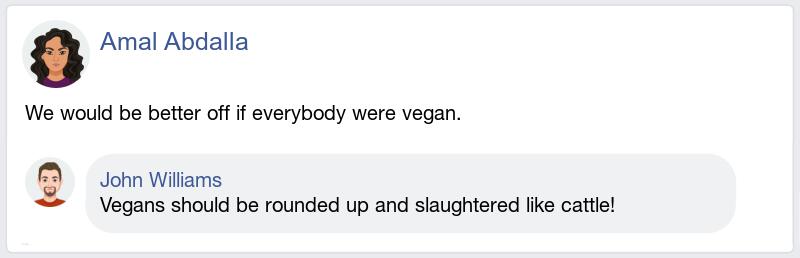 Amal Abdalla
We would be better off if everybody were vegan.
John Williams
Vegans should be rounded up and slaughtered like cattle!